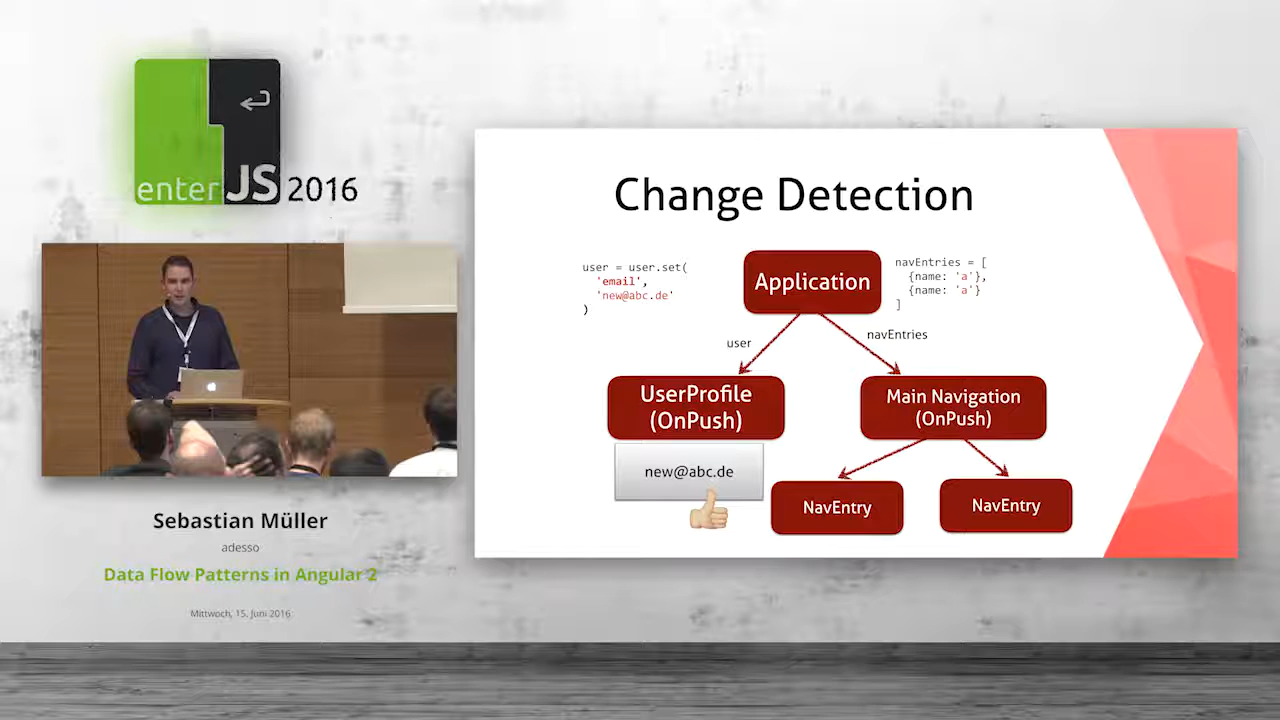 enterJS 2016
Sebastian Müller
adesso
Data Flow Patterns in Angular 2
Mittwoch, 15. Juni 2016
Change Detection
user = user.set(
'email',
'new@abc.de'
)
Application
navEntries = [
{name: 'a'},
{name: 'a'}
]
user
navEntries
UserProfile
(OnPush)
Main Navigation
(OnPush)
new@abc.de
NavEntry
NavEntry